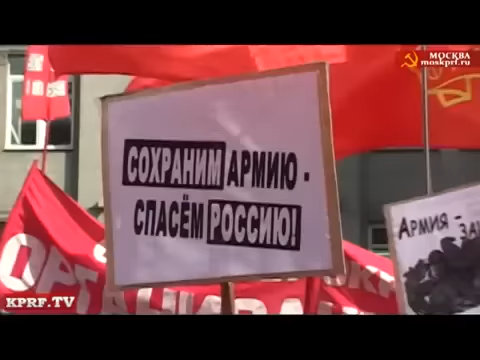 МОСКВА
moskprf.ru
СОХРАНИМ АРМИЮ -
СПАСЁМ РОССИЮ!
АРМИЯ -
KPRF.TV